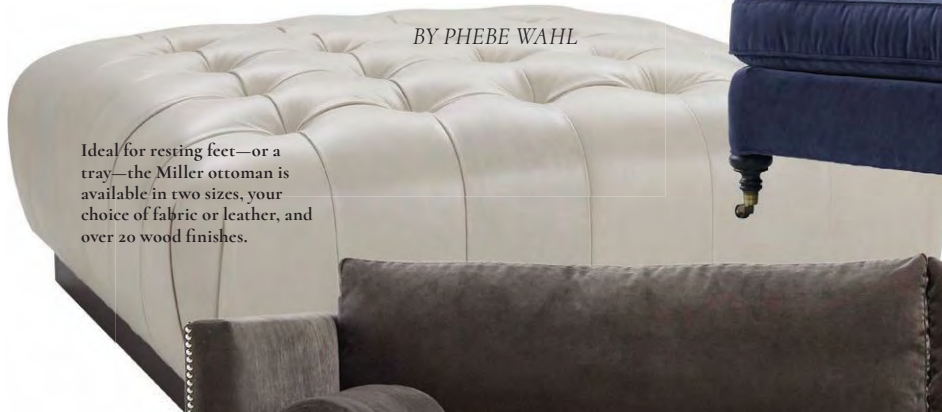 BY PHEBE WAHL
Ideal for resting feet—or a
tray—the Miller ottoman is
available in two sizes, your
choice of fabric or leather, and
over 20 wood finishes.